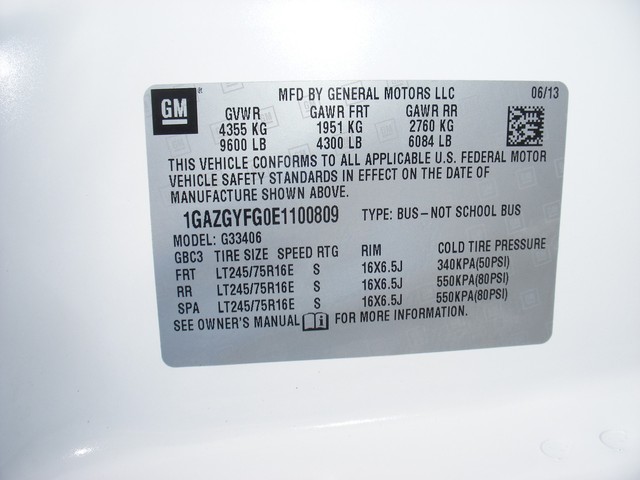 GM MFD BY GENERAL MOTORS LLC 06/13
GVWR GAWR FRT GAWR RR
4355 KG 1951 KG 2760 KG
9600 LB 4300 LB 6084 LB
THIS VEHICLE CONFORMS TO ALL APPLICABLE U.S. FEDERAL MOTOR
VEHICLE SAFETY STANDARDS IN EFFECT ON THE DATE OF
MANUFACTURE SHOWN ABOVE.
1GAZGYFG0E1100809 TYPE: BUS–NOT SCHOOL BUS
MODEL: G33406
GBC3 TIRE SIZE SPEED RTG RIM COLD TIRE PRESSURE
FRT LT245/75R16E S 16X6.5J 340KPA(50PSI)
RR LT245/75R16E S 16X6.5J 550KPA(80PSI)
SPA LT245/75R16E S 16X6.5J 550KPA(80PSI)
SEE OWNER'S MANUAL FOR MORE INFORMATION.